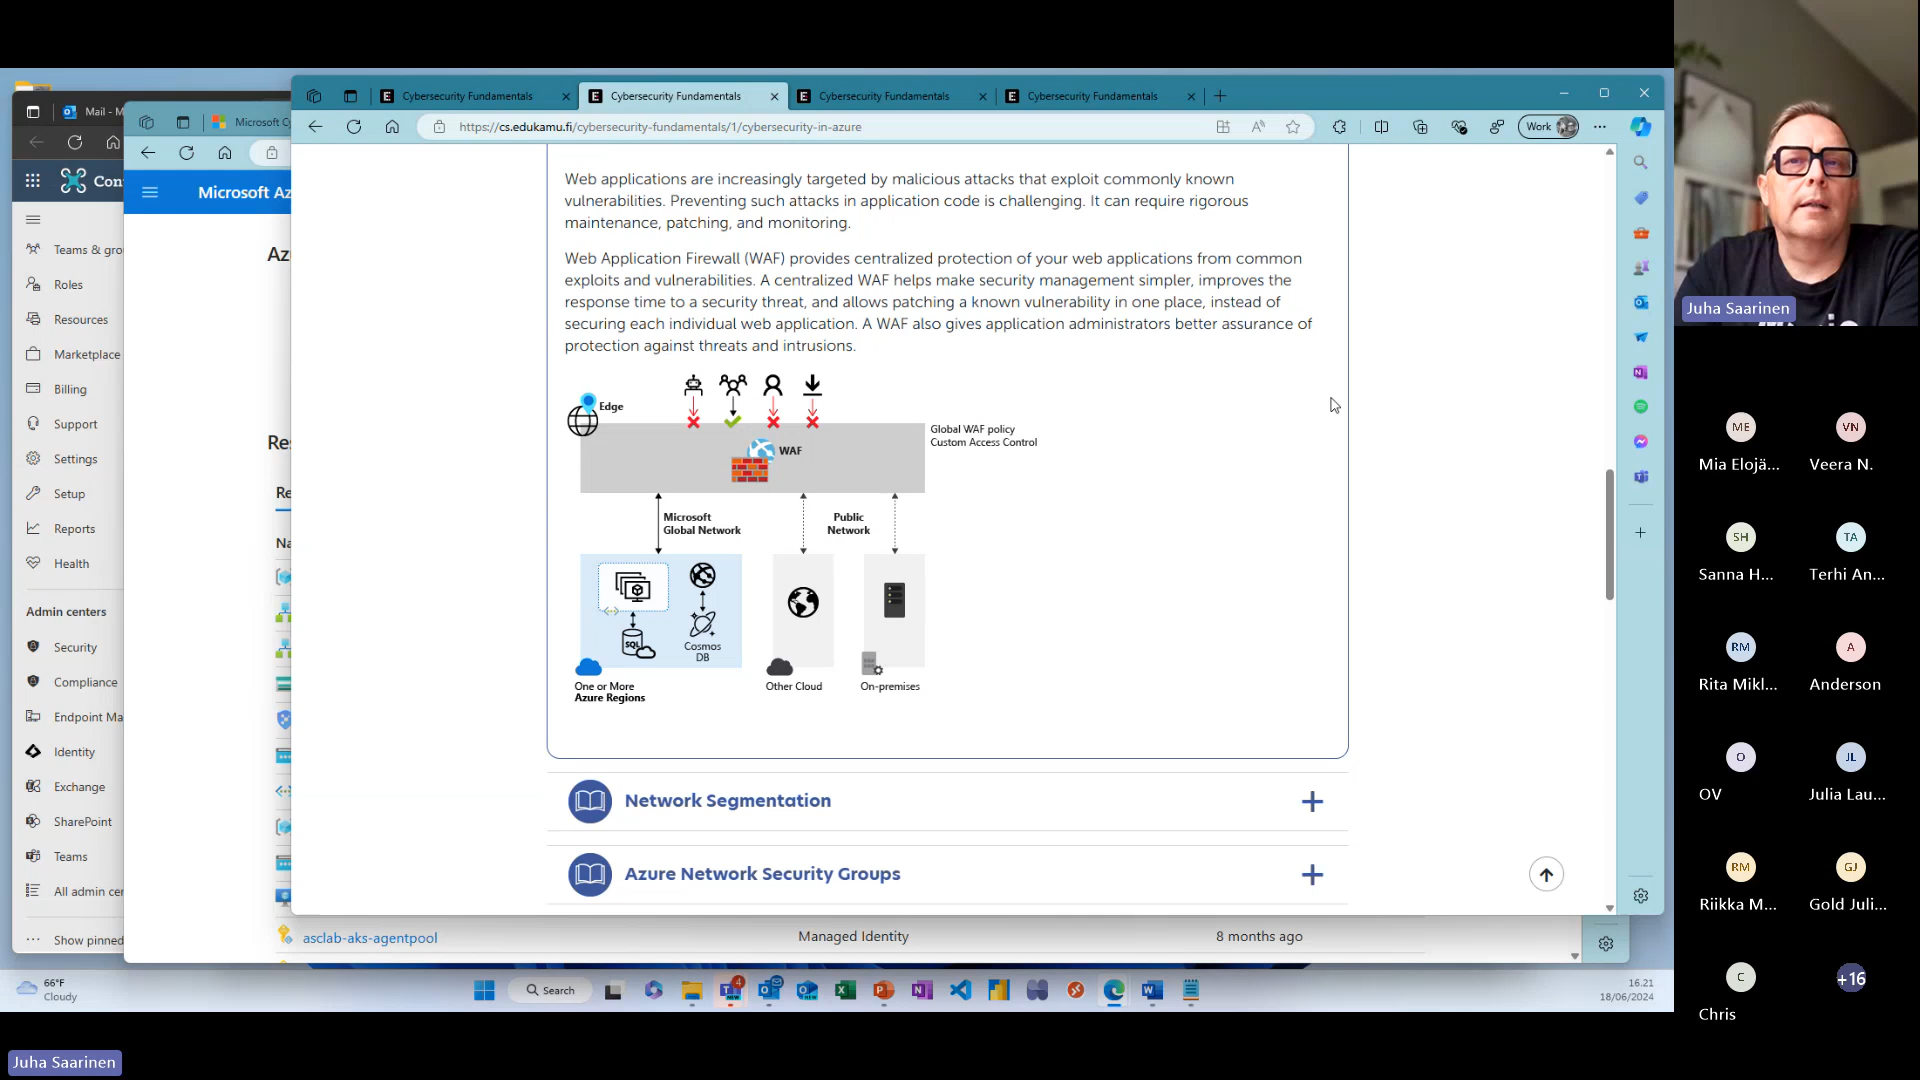 Mail - M
Con
Teams & gro
Roles
Resources
Marketplace
Billing
Support
Settings
Setup
Reports
Health
Admin centers
Security
Compliance
Endpoint Ma
Identity
Exchange
SharePoint
Teams
All admin cen
Show pinned
Microsoft Cy
Microsoft Az
Az
Re
Re
Na
asclab-aks-agentpool
Managed Identity
8 months ago
Cybersecurity Fundamentals
Cybersecurity Fundamentals
Cybersecurity Fundamentals
Cybersecurity Fundamentals
https://cs.edukamu.fi/cybersecurity-fundamentals/1/cybersecurity-in-azure
Work
Web applications are increasingly targeted by malicious attacks that exploit commonly known
vulnerabilities. Preventing such attacks in application code is challenging. It can require rigorous
maintenance, patching, and monitoring.
Web Application Firewall (WAF) provides centralized protection of your web applications from common
exploits and vulnerabilities. A centralized WAF helps make security management simpler, improves the
response time to a security threat, and allows patching a known vulnerability in one place, instead of
securing each individual web application. A WAF also gives application administrators better assurance of
protection against threats and intrusions.
Edge
WAF
Global WAF policy
Custom Access Control
Microsoft
Global Network
Public
Network
SQL
Cosmos
DB
One or More
Azure Regions
Other Cloud
On-premises
Network Segmentation
Azure Network Security Groups
66°F
Cloudy
Search
4
NEW
NEW
16.21
18/06/2024
Juha Saarinen
Juha Saarinen
ME
Mia Elojä...
VN
Veera N.
SH
Sanna H...
TA
Terhi An...
RM
Rita Mikl...
A
Anderson
O
OV
JL
Julia Lau...
RM
Riikka M...
GJ
Gold Juli...
C
Chris
+16